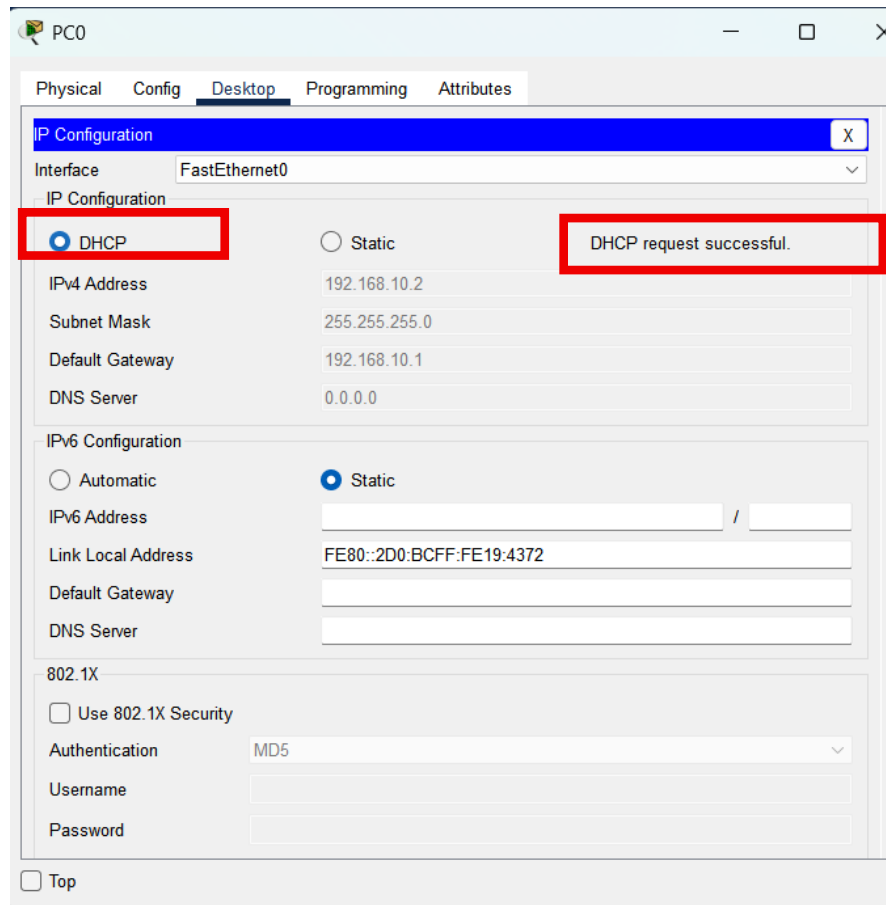 PC0
Physical Config Desktop Programming Attributes
IP Configuration X
Interface FastEthernet0
IP Configuration
DHCP Static DHCP request successful.
IPv4 Address 192.168.10.2
Subnet Mask 255.255.255.0
Default Gateway 192.168.10.1
DNS Server 0.0.0.0
IPv6 Configuration
Automatic Static
IPv6 Address /
Link Local Address FE80::2D0:BCFF:FE19:4372
Default Gateway
DNS Server
802.1X
Use 802.1X Security
Authentication MD5
Username
Password
Top